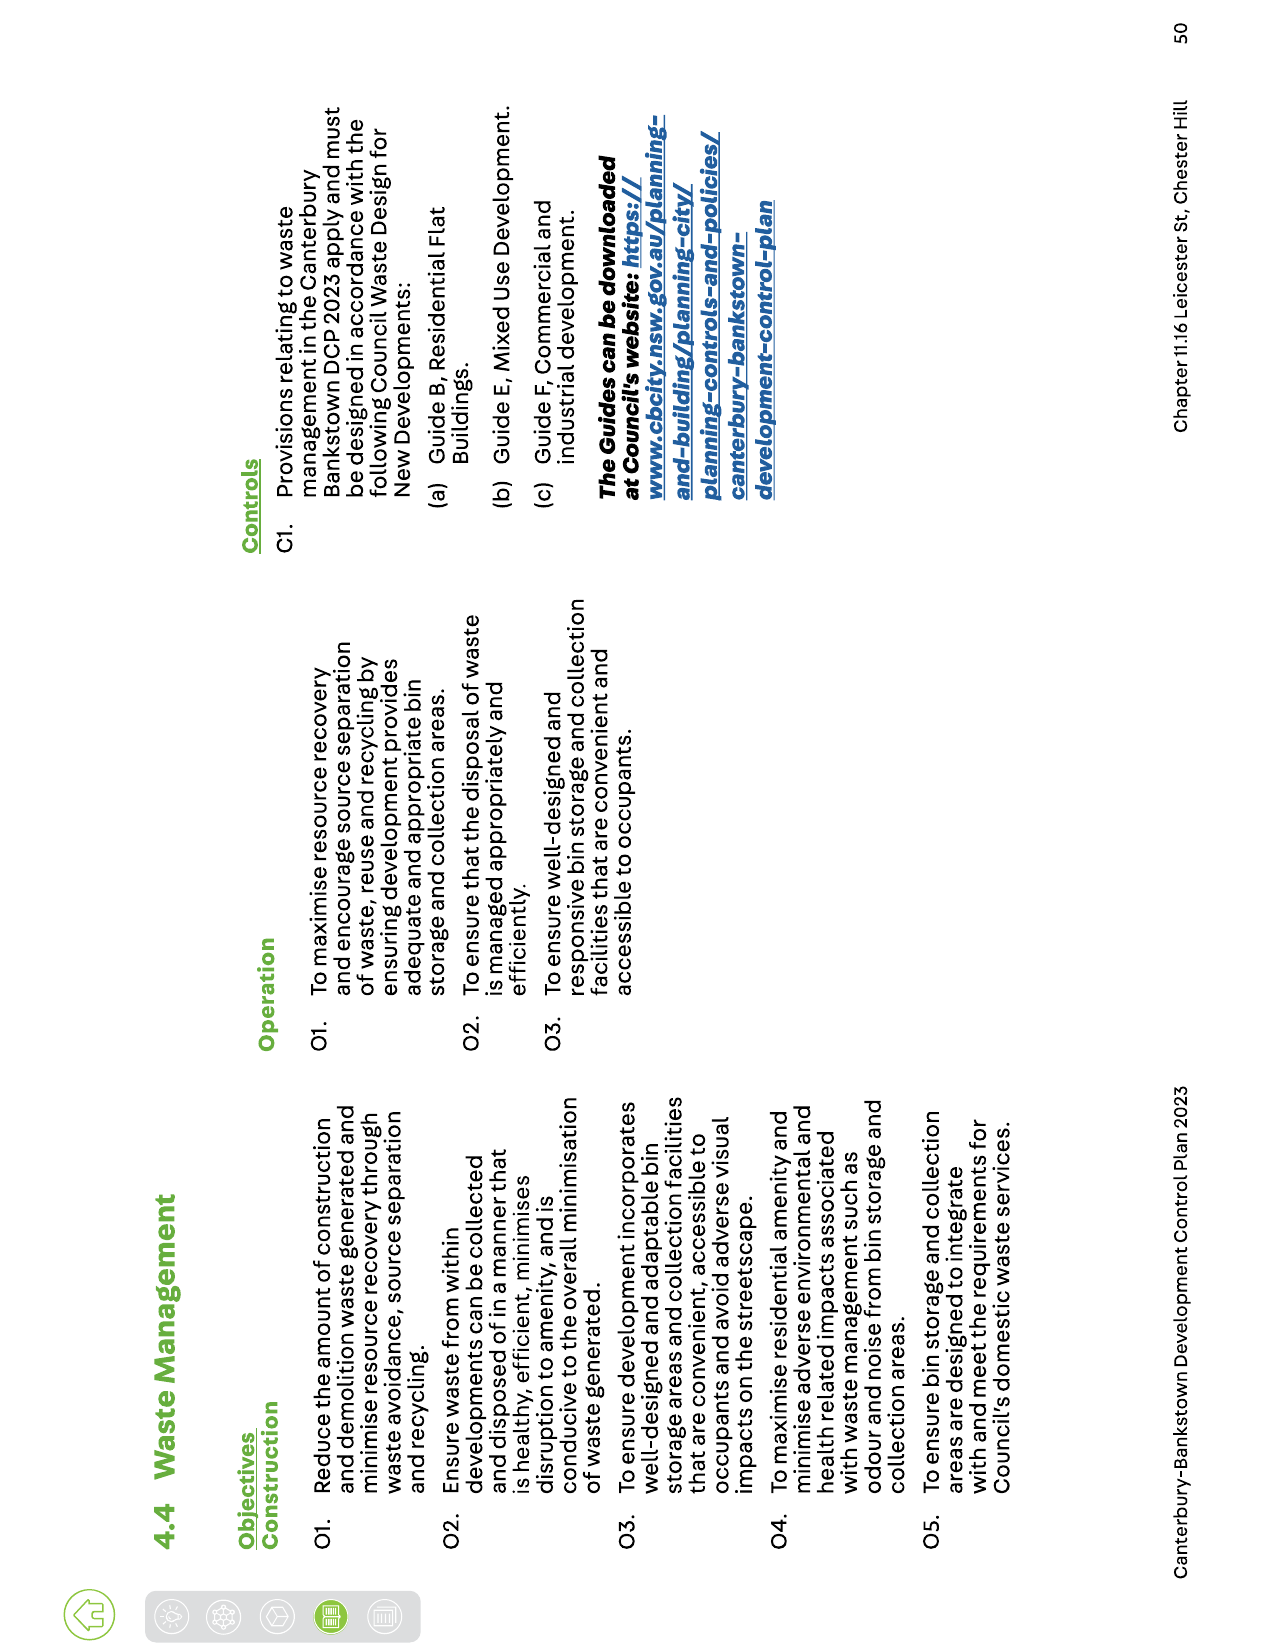 4.4 Waste Management
Objectives
Construction
O1. Reduce the amount of construction
and demolition waste generated and
minimise resource recovery through
waste avoidance, source separation
and recycling.
O2. Ensure waste from within
developments can be collected
and disposed of in a manner that
is healthy, efficient, minimises
disruption to amenity, and is
conducive to the overall minimisation
of waste generated.
O3. To ensure development incorporates
well-designed and adaptable bin
storage areas and collection facilities
that are convenient, accessible to
occupants and avoid adverse visual
impacts on the streetscape.
O4. To maximise residential amenity and
minimise adverse environmental and
health related impacts associated
with waste management such as
odour and noise from bin storage and
collection areas.
O5. To ensure bin storage and collection
areas are designed to integrate
with and meet the requirements for
Council's domestic waste services.
Operation
O1. To maximise resource recovery
and encourage source separation
of waste, reuse and recycling by
ensuring development provides
adequate and appropriate bin
storage and collection areas.
O2. To ensure that the disposal of waste
is managed appropriately and
efficiently.
O3. To ensure well-designed and
responsive bin storage and collection
facilities that are convenient and
accessible to occupants.
Controls
C1. Provisions relating to waste
management in the Canterbury
Bankstown DCP 2023 apply and must
be designed in accordance with the
following Council Waste Design for
New Developments:
(a) Guide B, Residential Flat
Buildings.
(b) Guide E, Mixed Use Development.
(c) Guide F, Commercial and
industrial development.
The Guides can be downloaded
at Council's website: https://
www.cbcity.nsw.gov.au/planning-
and-building/planning-city/
planning-controls-and-policies/
canterbury-bankstown-
development-control-plan
Canterbury-Bankstown Development Control Plan 2023
Chapter 11.16 Leicester St, Chester Hill 50